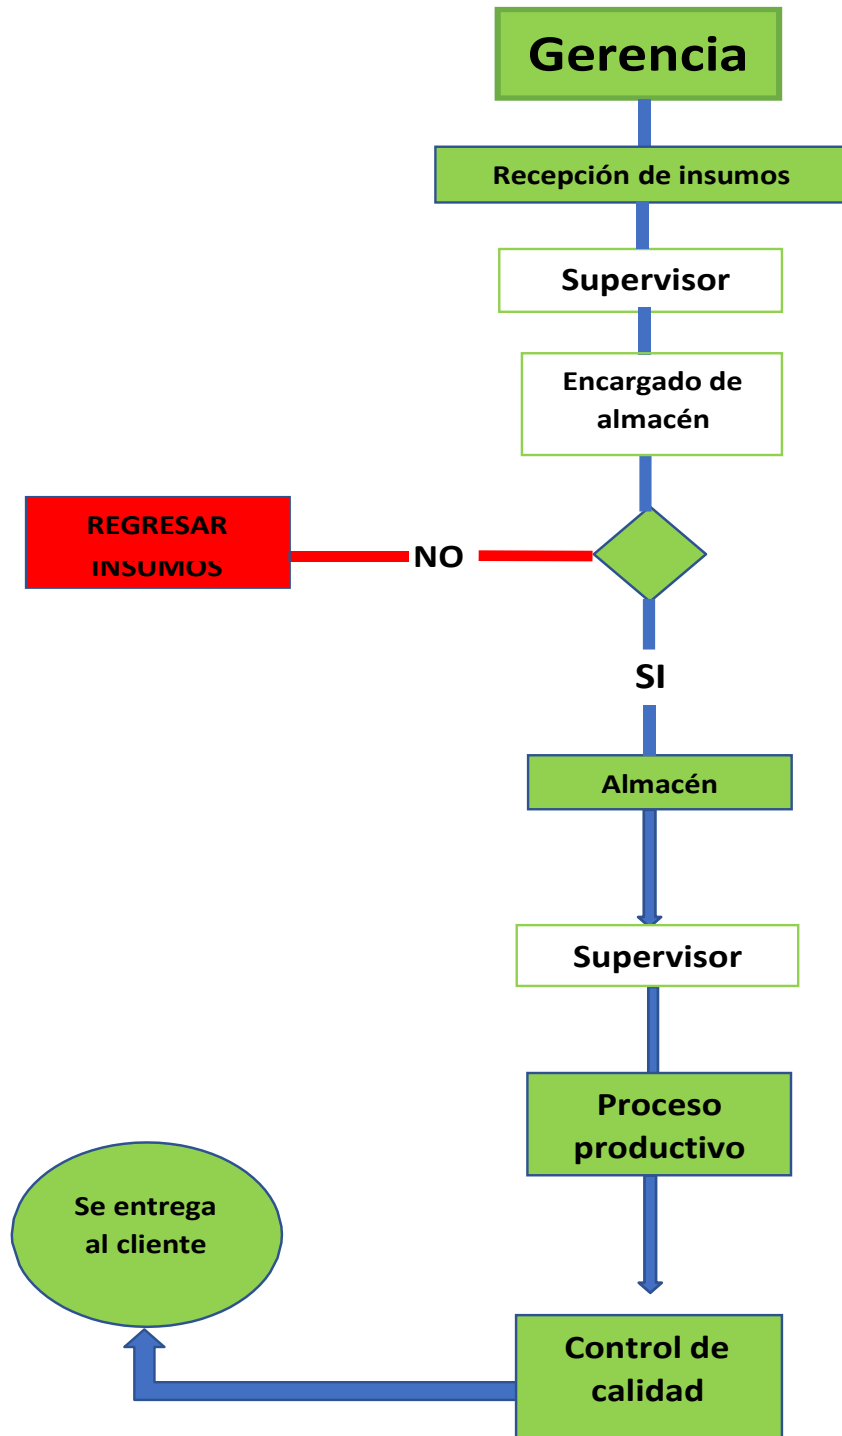 Gerencia
Recepción de insumos
Supervisor
Encargado de
almacén
REGRESAR
INSUMOS
NO
SI
Almacén
Supervisor
Proceso
productivo
Se entrega
al cliente
Control de
calidad